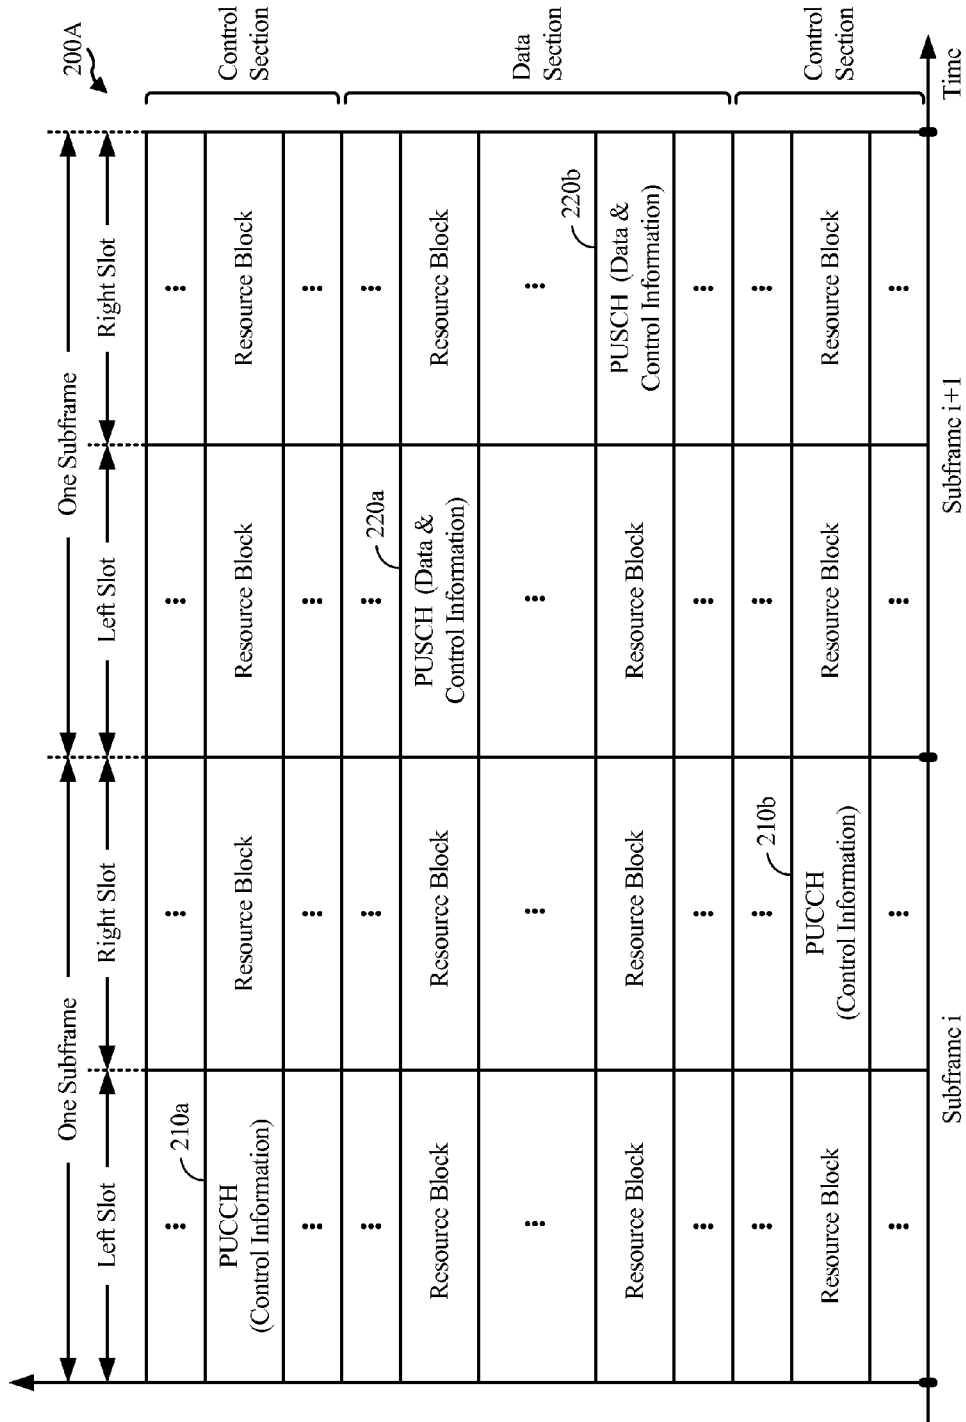 200A
One Subframe
One Subframe
Left Slot
Right Slot
Left Slot
Right Slot
210a
PUCCH
(Control Information)
Resource Block
Resource Block
Resource Block
Control
Section
Resource Block
Resource Block
220a
PUSCH (Data &
Control Information)
Resource Block
Data
Section
Resource Block
Resource Block
Resource Block
220b
PUSCH (Data &
Control Information)
Resource Block
210b
PUCCH
(Control Information)
Resource Block
Resource Block
Control
Section
Subframe i
Subframe i+1
Time